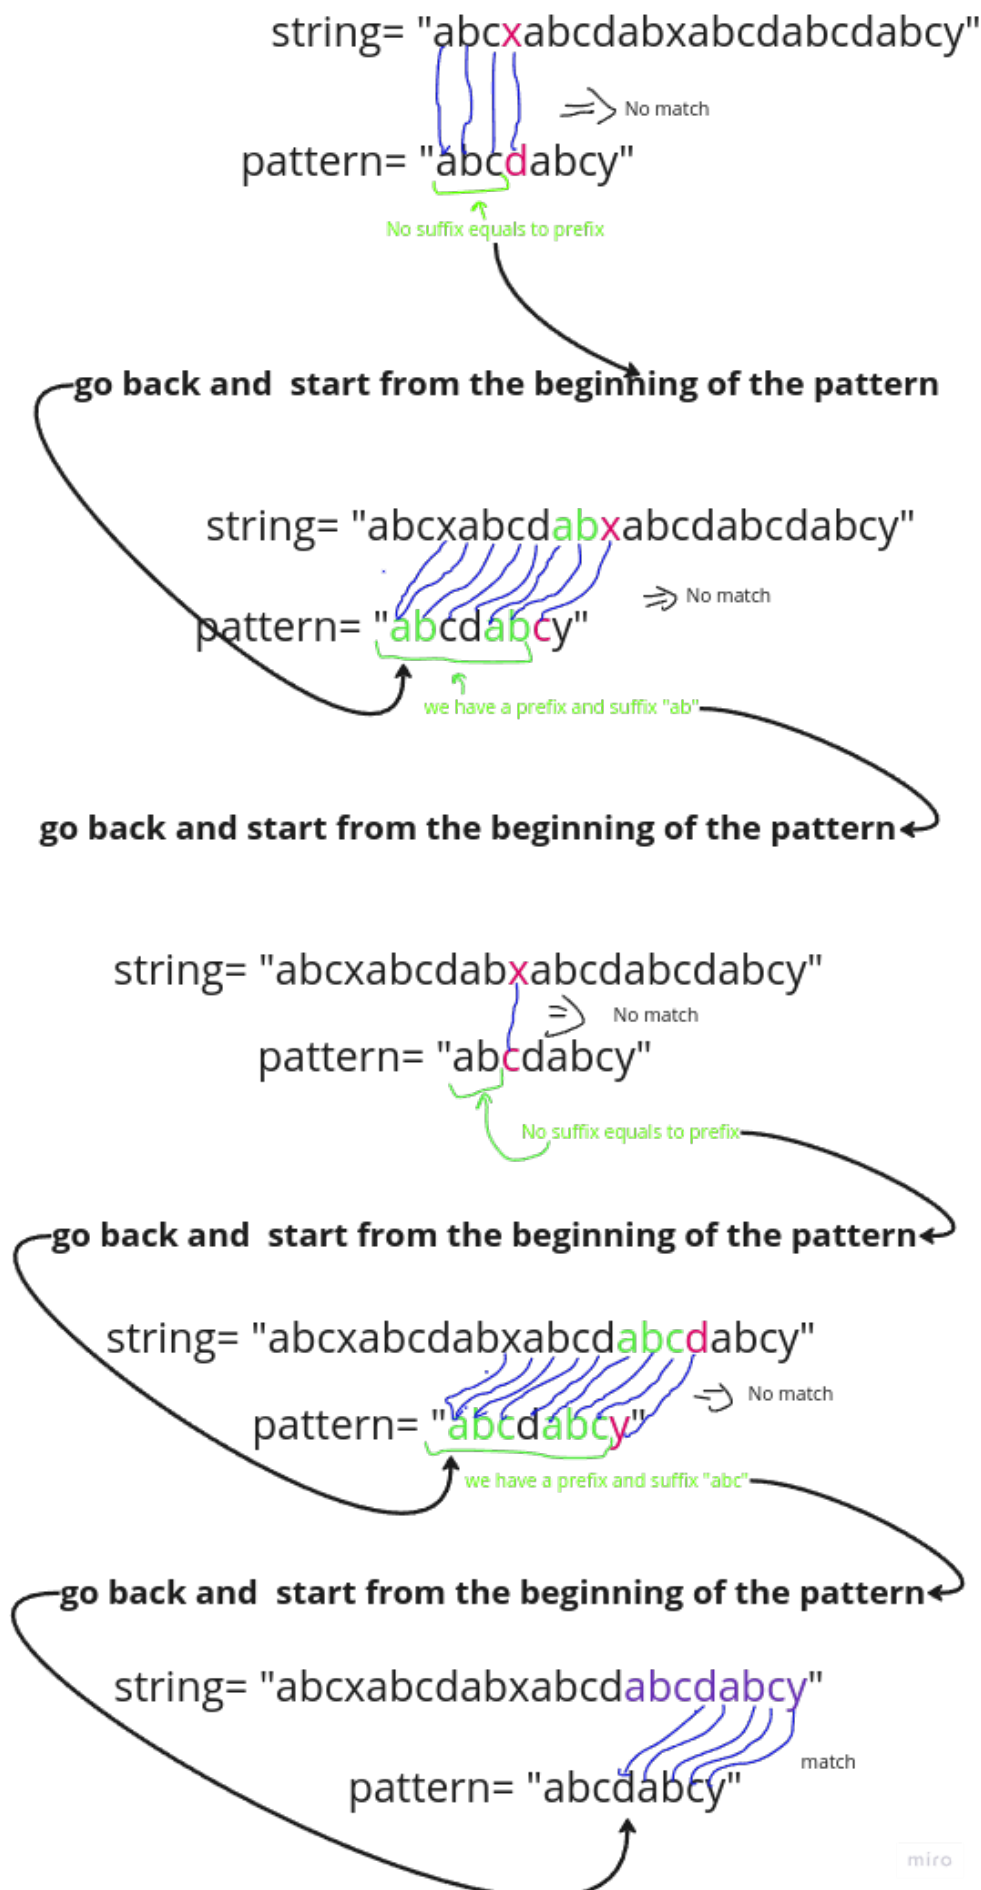 string= "abcxabcdabxabcdabcdabcy"
No match
pattern= "abcdabcy"
No suffix equals to prefix
go back and  start from the beginning of the pattern
string= "abcxabcdabxabcdabcdabcy"
No match
pattern= "abcdabcy"
we have a prefix and suffix "ab"
go back and start from the beginning of the pattern
string= "abcxabcdabxabcdabcdabcy"
No match
pattern= "abcdabcy"
No suffix equals to prefix
go back and  start from the beginning of the pattern
string= "abcxabcdabxabcdabcdabcy"
No match
pattern= "abcdabcy"
we have a prefix and suffix "abc"
go back and  start from the beginning of the pattern
string= "abcxabcdabxabcdabcdabcy"
match
pattern= "abcdabcy"
miro